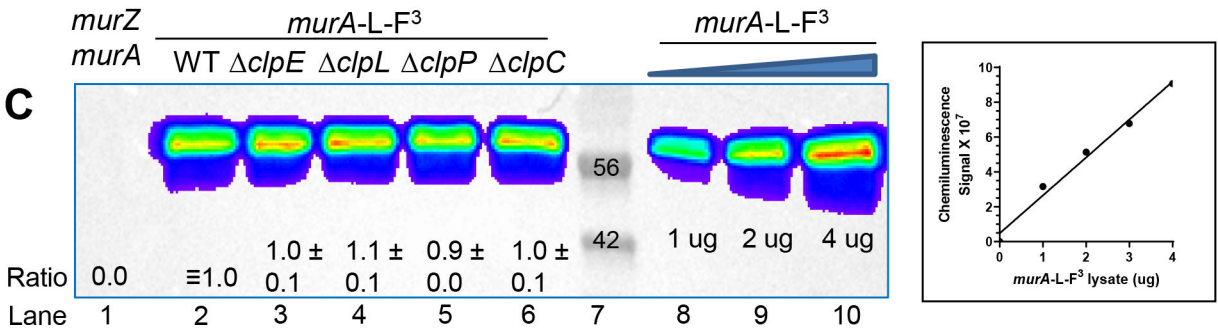 murZ murA-L-F³ murA-L-F³
murA WT ΔclpE ΔclpL ΔclpP ΔclpC
C
56
42
1 ug 2 ug 4 ug
1.0 ± 1.1 ± 0.9 ± 1.0 ±
Ratio 0.0 ≡1.0 0.1 0.1 0.0 0.1
Lane 1 2 3 4 5 6 7 8 9 10
Chemiluminescence
Signal X 10⁷
10
8
6
4
2
0
0 1 2 3 4
murA-L-F³ lysate (ug)